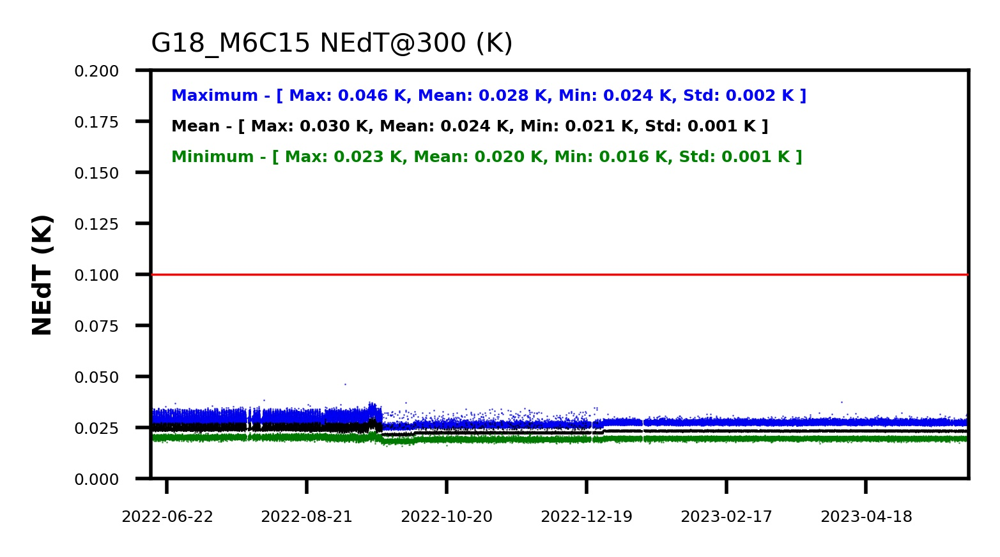 G18_M6C15 NEdT@300 (K)
0.200
Maximum - [ Max: 0.046 K, Mean: 0.028 K, Min: 0.024 K, Std: 0.002 K ]
0.175
Mean - [ Max: 0.030 K, Mean: 0.024 K, Min: 0.021 K, Std: 0.001 K ]
Minimum - [ Max: 0.023 K, Mean: 0.020 K, Min: 0.016 K, Std: 0.001 K ]
0.150
0.125
NEdT (K)
0.100
0.075
0.050
0.025
0.000
2022-06-22 2022-08-21 2022-10-20 2022-12-19 2023-02-17 2023-04-18